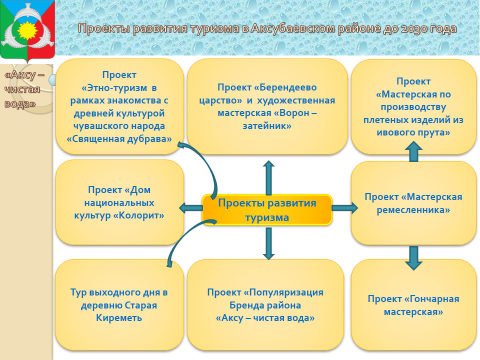 Проекты развития туризма в Аксубаевском районе до 2030 года
«Аксу –
чистая
вода»
Проект
«Этно-туризм в
рамках знакомства с
древней культурой
чувашского народа
«Священная дубрава»
Проект «Берендеево
царство» и художественная
мастерская «Ворон –
затейник»
Проект
«Мастерская по
производству
плетеных изделий из
ивового прута»
Проект «Дом
национальных
культур «Колорит»
Проекты развития
туризма
Проект «Мастерская
ремесленника»
Тур выходного дня в
деревню Старая
Киреметь
Проект «Популяризация
Бренда района
«Аксу – чистая вода»
Проект «Гончарная
мастерская»